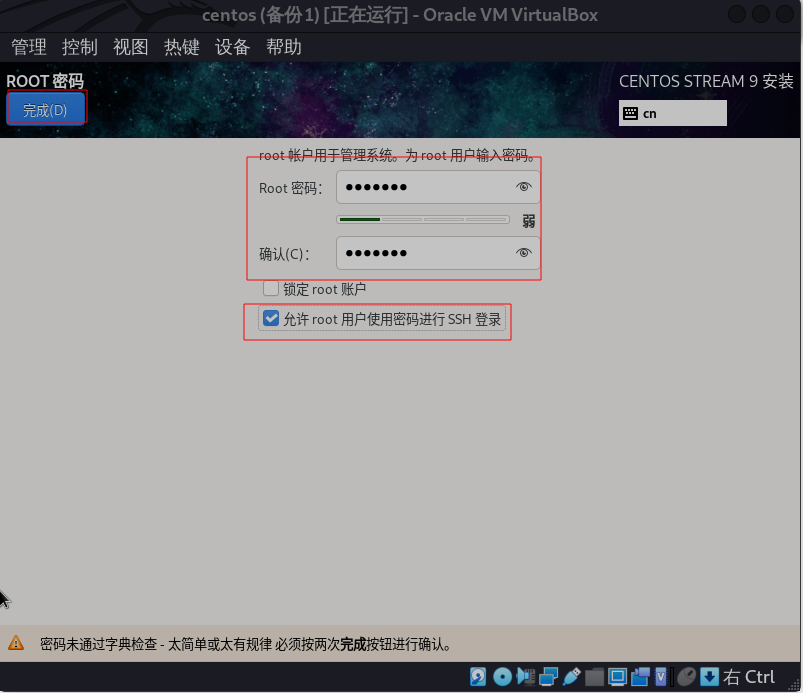 centos (备份 1) [正在运行] - Oracle VM VirtualBox
管理 控制 视图 热键 设备 帮助
ROOT 密码
CENTOS STREAM 9 安装
完成(D)
cn
root 帐户用于管理系统。为 root 用户输入密码。
Root 密码：
弱
确认(C)：
锁定 root 账户
允许 root 用户使用密码进行 SSH 登录
密码未通过字典检查 - 太简单或太有规律 必须按两次完成按钮进行确认。
右 Ctrl